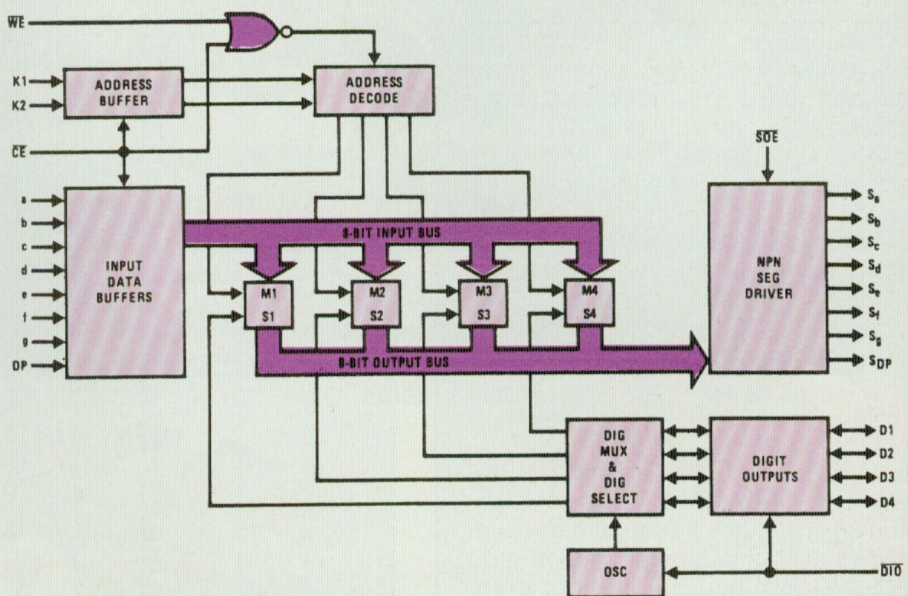 WE
K1
K2
ADDRESS
BUFFER
ADDRESS
DECODE
CE
a
b
c
d
e
f
g
DP
INPUT
DATA
BUFFERS
8-BIT INPUT BUS
M1
S1
M2
S2
M3
S3
M4
S4
8-BIT OUTPUT BUS
SOE
NPN
SEG
DRIVER
Sa
Sb
Sc
Sd
Se
Sf
Sg
SDP
DIG
MUX
&
DIG
SELECT
DIGIT
OUTPUTS
D1
D2
D3
D4
OSC
DIO